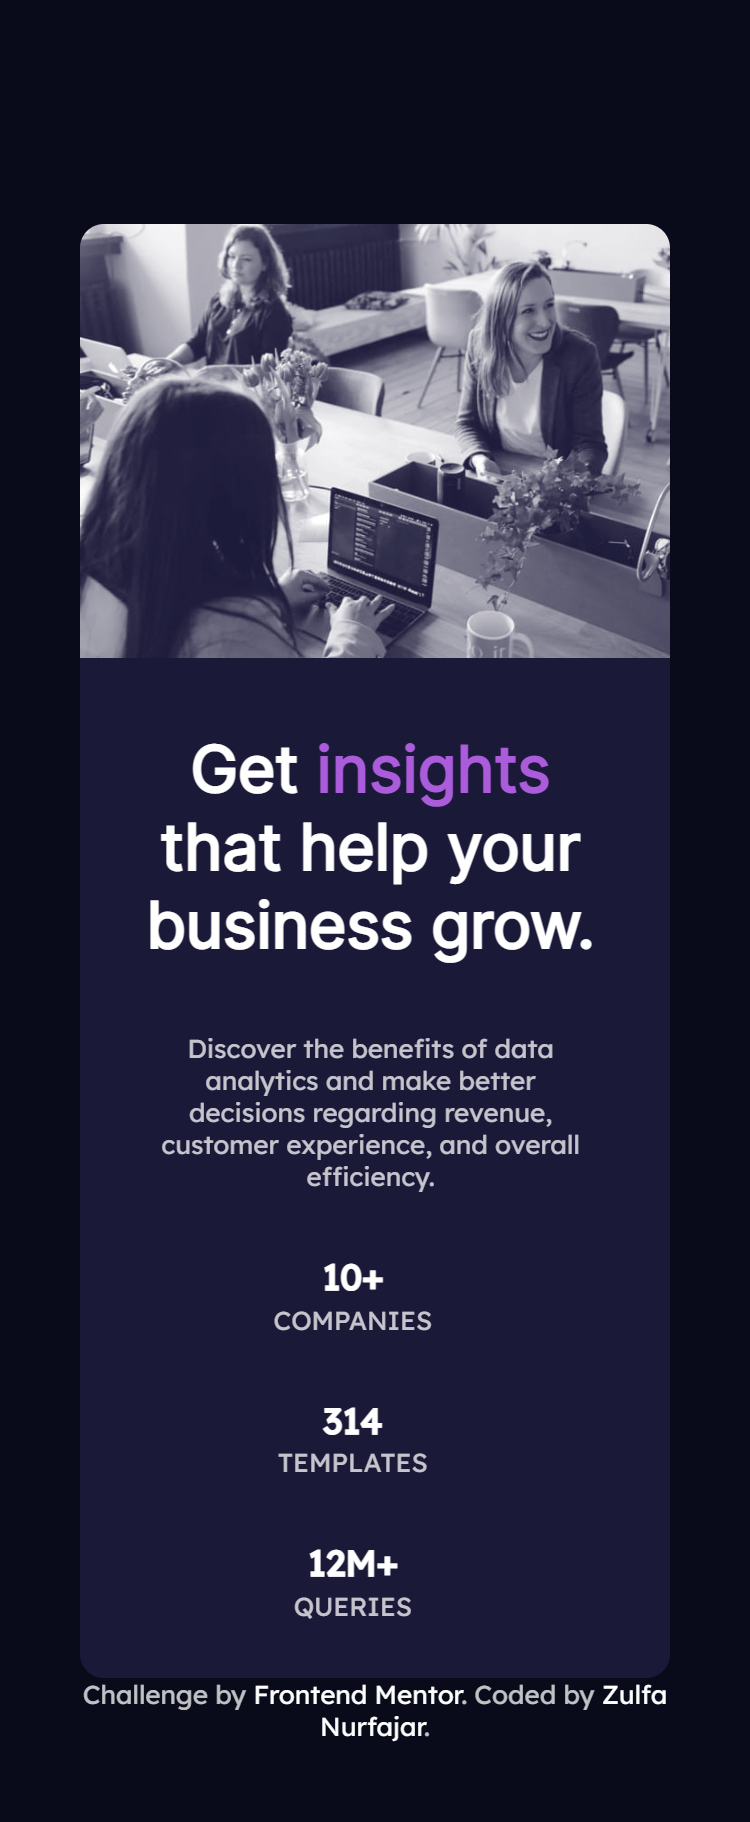 Get insights
that help your
business grow.
Discover the benefits of data
analytics and make better
decisions regarding revenue,
customer experience, and overall
efficiency.
10+
COMPANIES
314
TEMPLATES
12M+
QUERIES
Challenge by Frontend Mentor. Coded by Zulfa
Nurfajar.